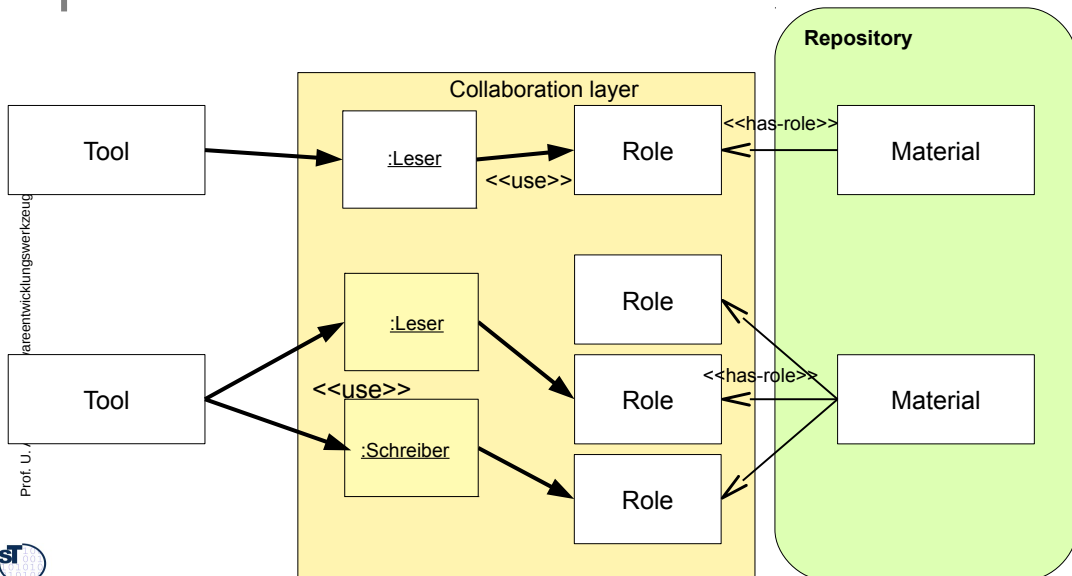 Repository
Collaboration layer
Tool
:Leser
<<use>>
Role
<<has-role>>
Material
Role
Tool
:Leser
<<use>>
:Schreiber
Role
<<has-role>>
Material
Role
Prof. U.
ST